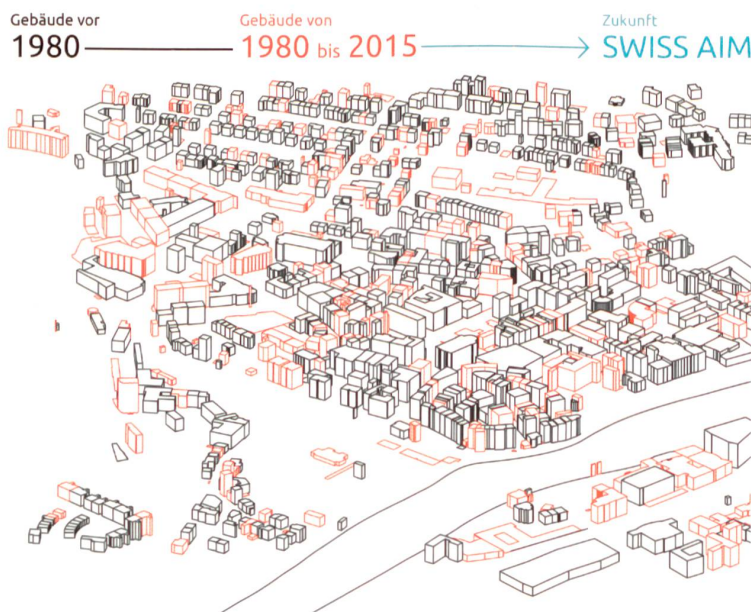 Gebäude vor
1980
Gebäude von
1980 bis 2015
Zukunft
SWISS AIM